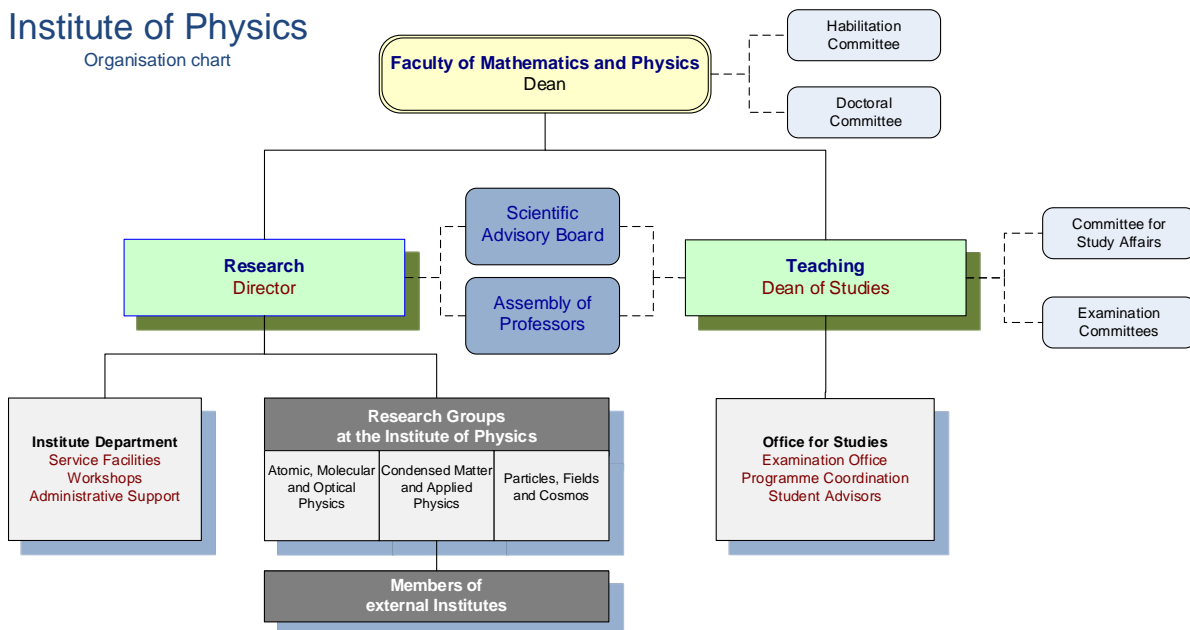 Institute of Physics
Organisation chart
Faculty of Mathematics and Physics
Dean
Habilitation
Committee
Doctoral
Committee
Scientific
Advisory Board
Assembly of
Professors
Research
Director
Teaching
Dean of Studies
Committee for
Study Affairs
Examination
Committees
Institute Department
Service Facilities
Workshops
Administrative Support
Research Groups
at the Institute of Physics
Atomic, Molecular
and Optical
Physics
Condensed Matter
and Applied
Physics
Particles, Fields
and Cosmos
Members of
external Institutes
Office for Studies
Examination Office
Programme Coordination
Student Advisors